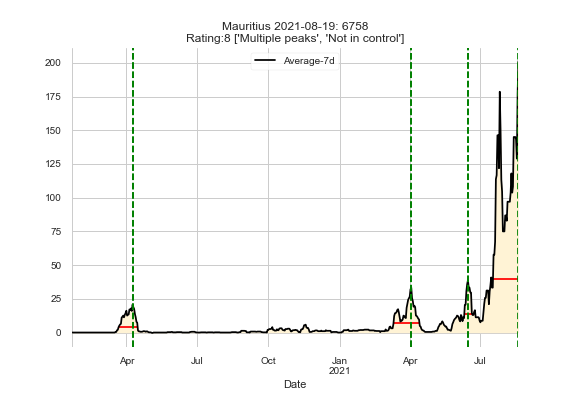 Mauritius 2021-08-19: 6758
Rating:8 ['Multiple peaks', 'Not in control']
Average-7d
200
175
150
125
100
75
50
25
0
Apr
Jul
Oct
Jan
2021
Apr
Jul
Date